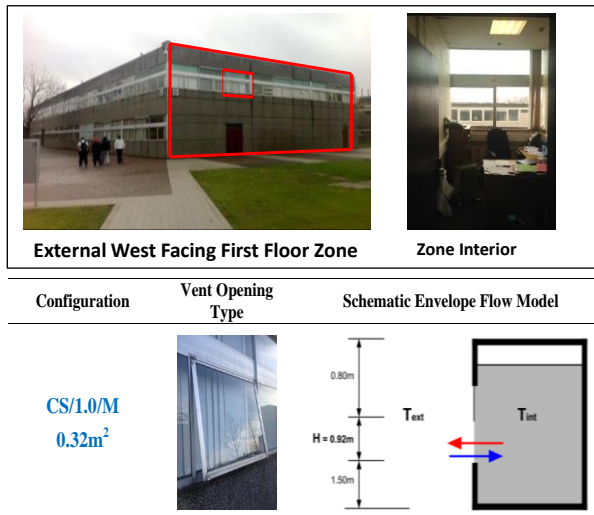 External West Facing First Floor Zone
Zone Interior
Configuration
Vent Opening
Type
Schematic Envelope Flow Model
CS/1.0/M
0.32m²
0.80m
H = 0.92m
1.50m
Text
Tint